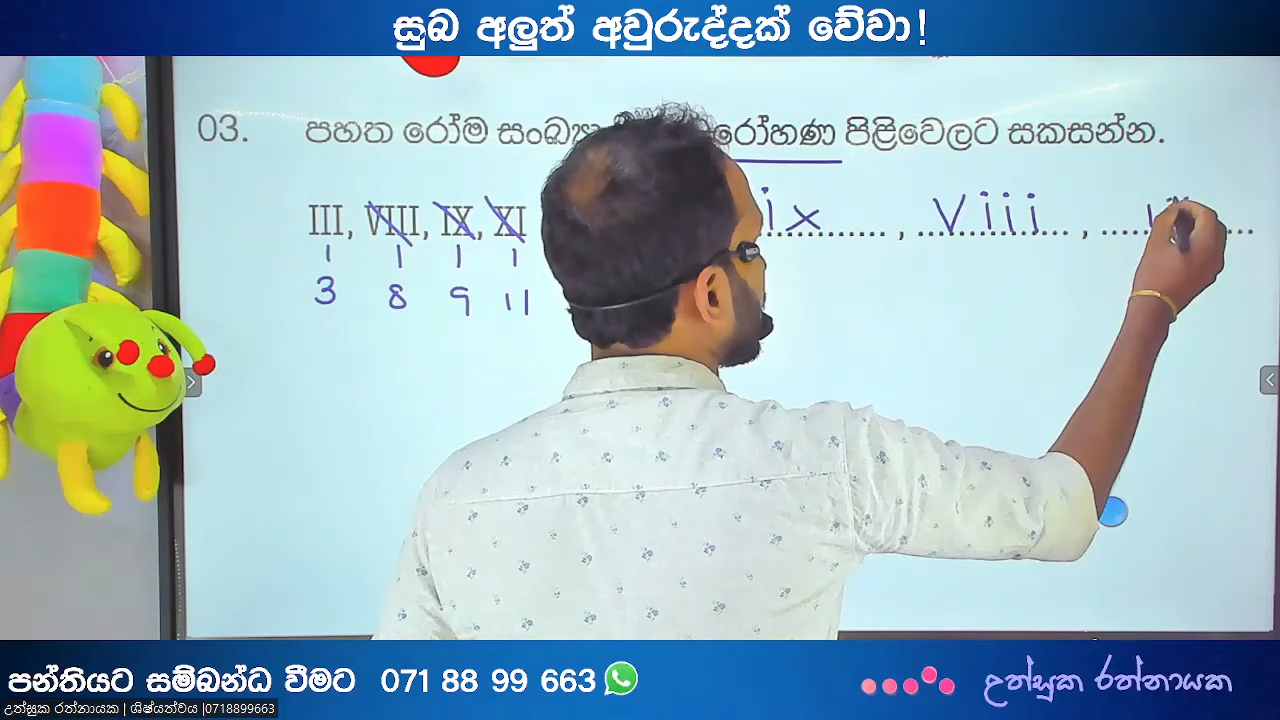 සුබ අලුත් අවුරුද්දක් වේවා!
03. පහත රෝම සංඛ්‍යා රෝහණ පිළිවෙලට සකසන්න.
III, VIII, IX, XI ix , viii ,
3 8 9 11
පන්තියට සම්බන්ධ වීමට 071 88 99 663
උත්සුක රත්නායක
උත්සුක රත්නායක | ශිෂ්‍යත්වය |0718899663